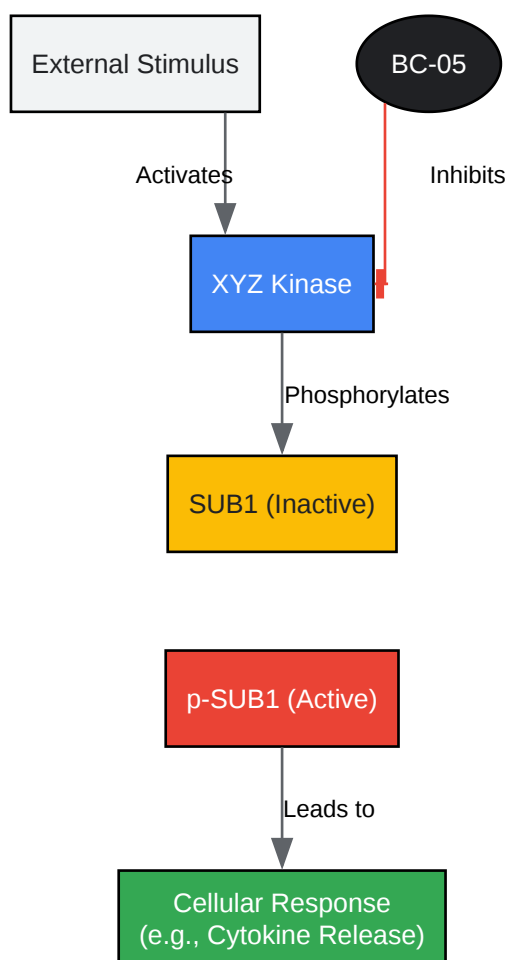 External Stimulus
BC-05
Activates
Inhibits
XYZ Kinase
Phosphorylates
SUB1 (Inactive)
p-SUB1 (Active)
Leads to
Cellular Response
(e.g., Cytokine Release)